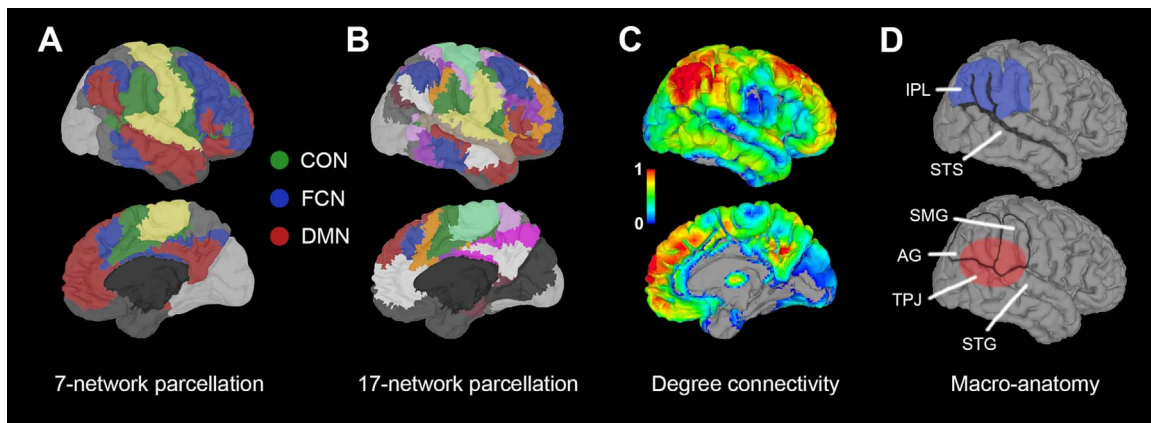 A
B
C
D
CON
FCN
DMN
1
0
IPL
STS
SMG
AG
TPJ
STG
7-network parcellation
17-network parcellation
Degree connectivity
Macro-anatomy